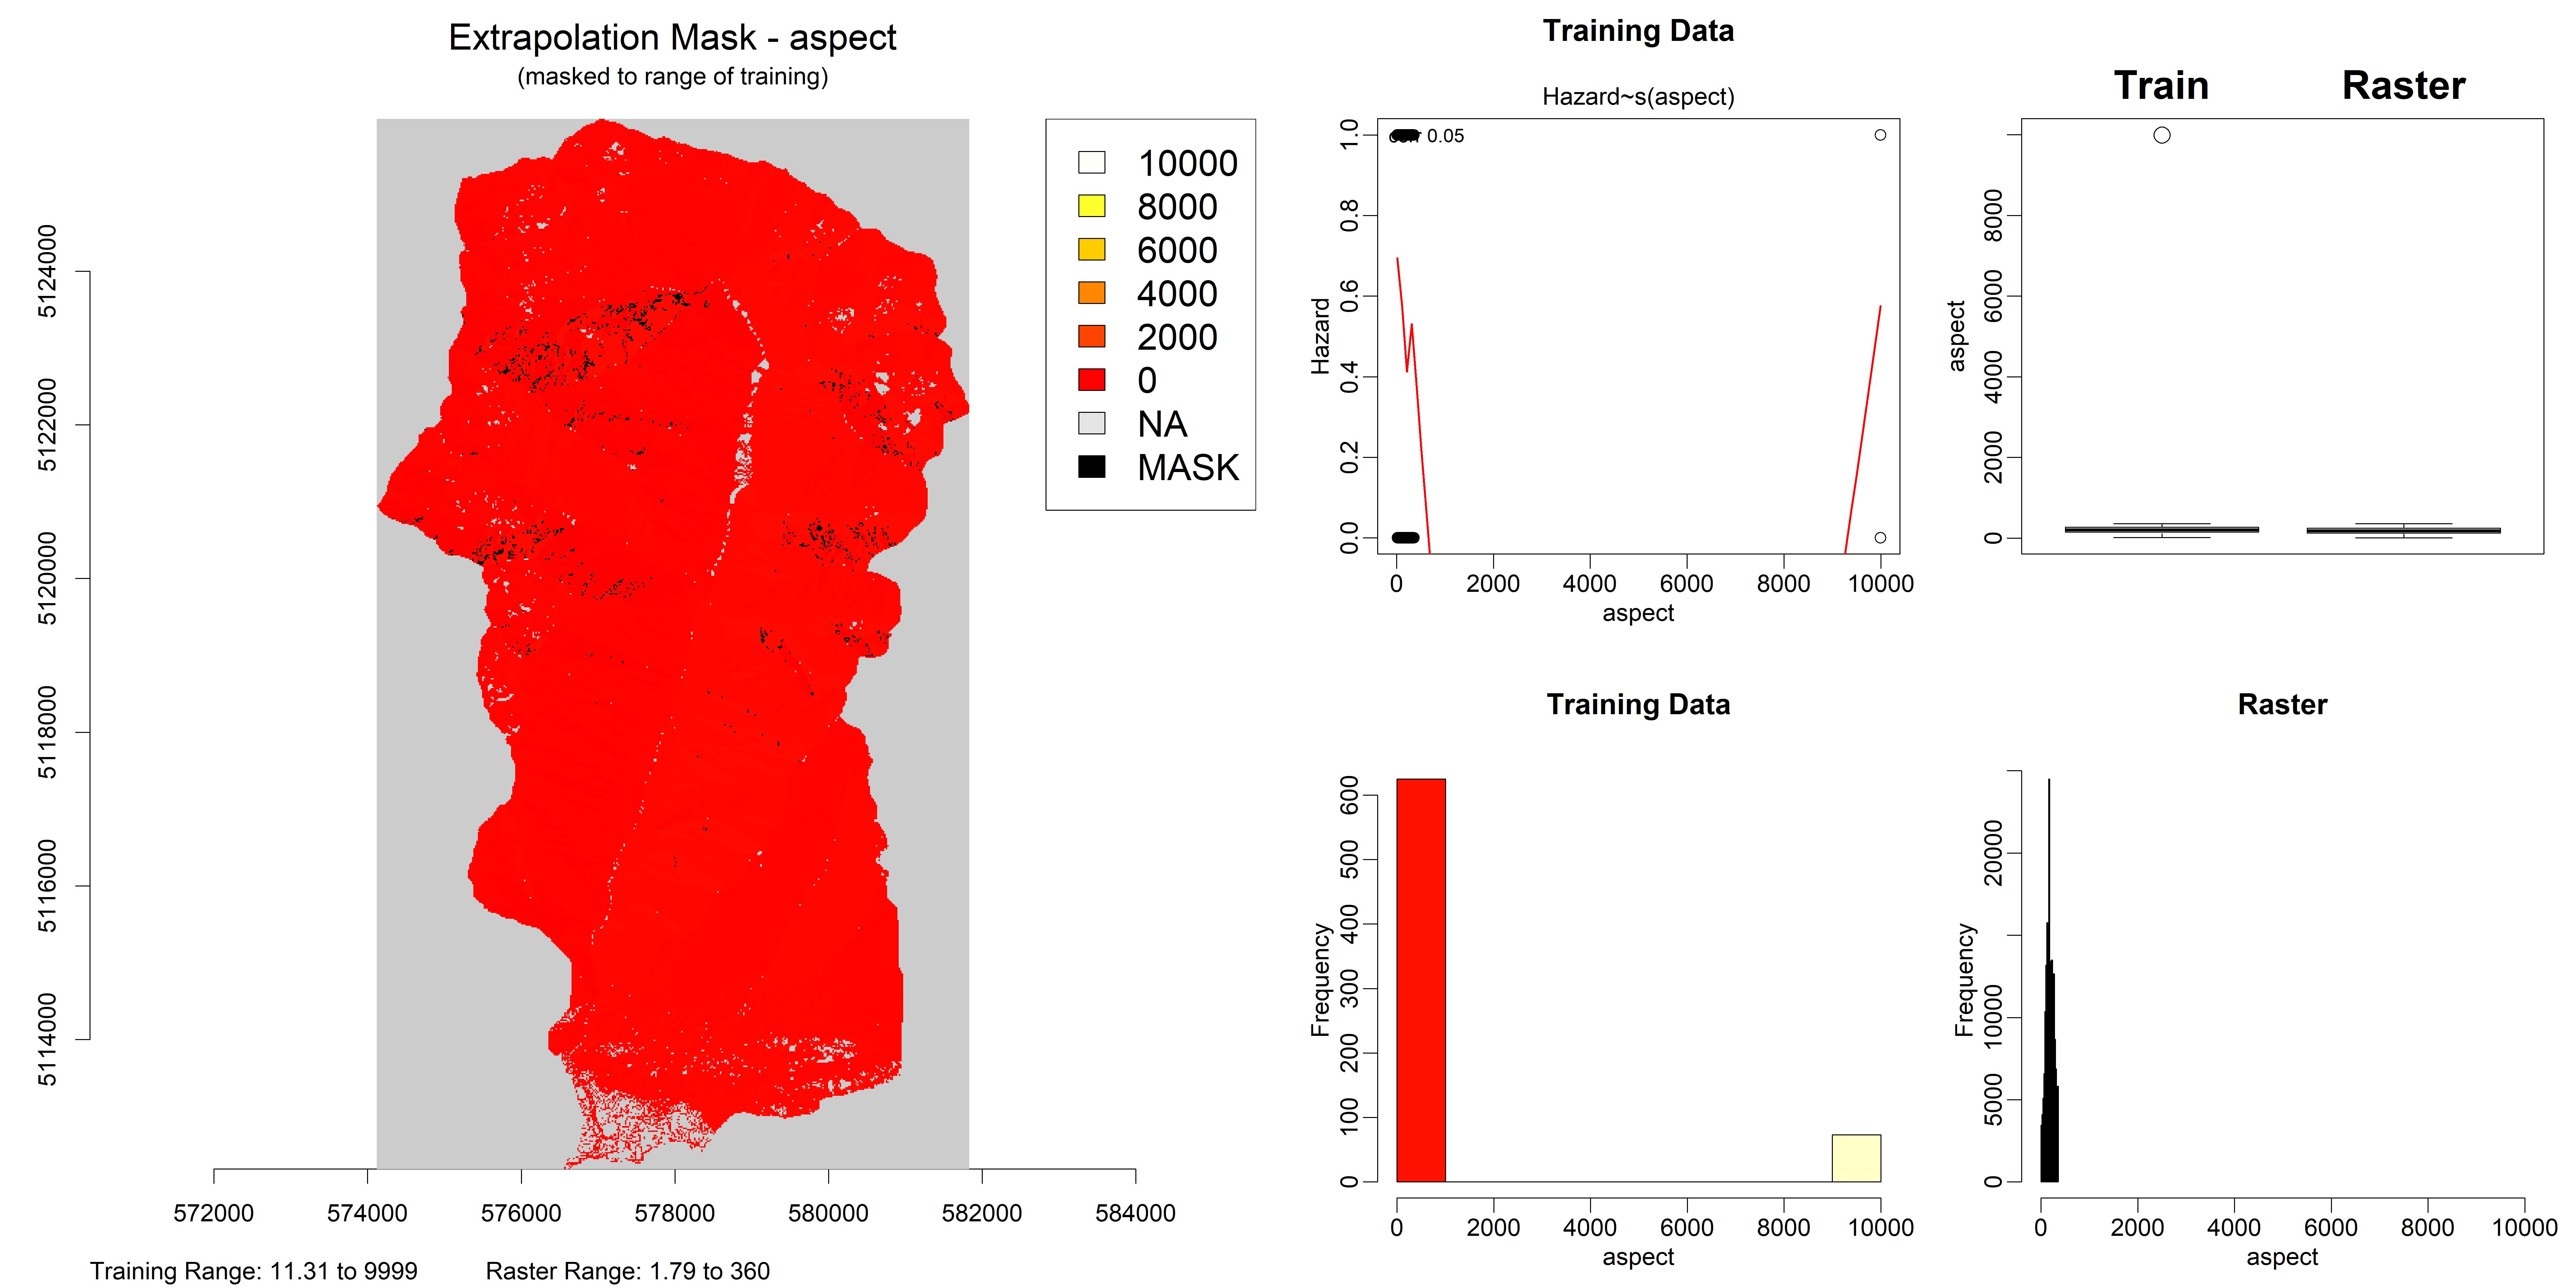 Extrapolation Mask - aspect
(masked to range of training)
5124000
5122000
5120000
5118000
5116000
5114000
572000 574000 576000 578000 580000 582000 584000
Training Range: 11.31 to 9999 Raster Range: 1.79 to 360
10000
8000
6000
4000
2000
0
NA
MASK
Training Data
Hazard~s(aspect)
0.05
Hazard
1.0
0.8
0.6
0.4
0.2
0.0
0 2000 4000 6000 8000 10000
aspect
Train Raster
aspect
8000
6000
4000
2000
0
Training Data
Frequency
600
500
400
300
200
100
0
0 2000 4000 6000 8000 10000
aspect
Raster
Frequency
20000
10000
5000
0
0 2000 4000 6000 8000 10000
aspect